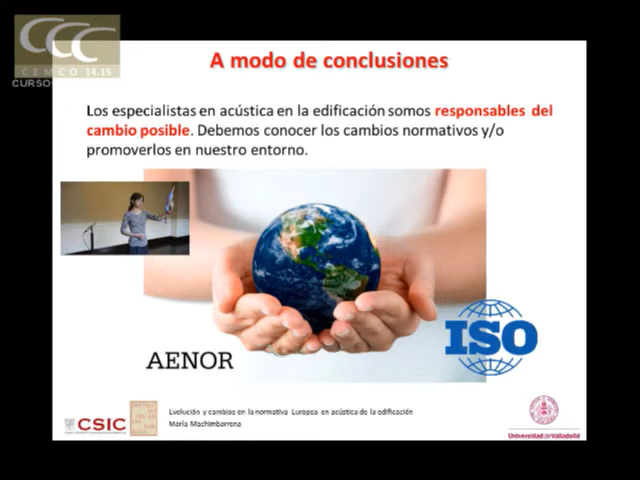 CCC
CEMCO 14.15
CURSO
A modo de conclusiones
Los especialistas en acústica en la edificación somos responsables del
cambio posible. Debemos conocer los cambios normativos y/o
promoverlos en nuestro entorno.
AENOR
ISO
CSIC
Evolución y cambios en la normativa Europea en acústica de la edificación
María Machimbarrena
Universidad de Valladolid